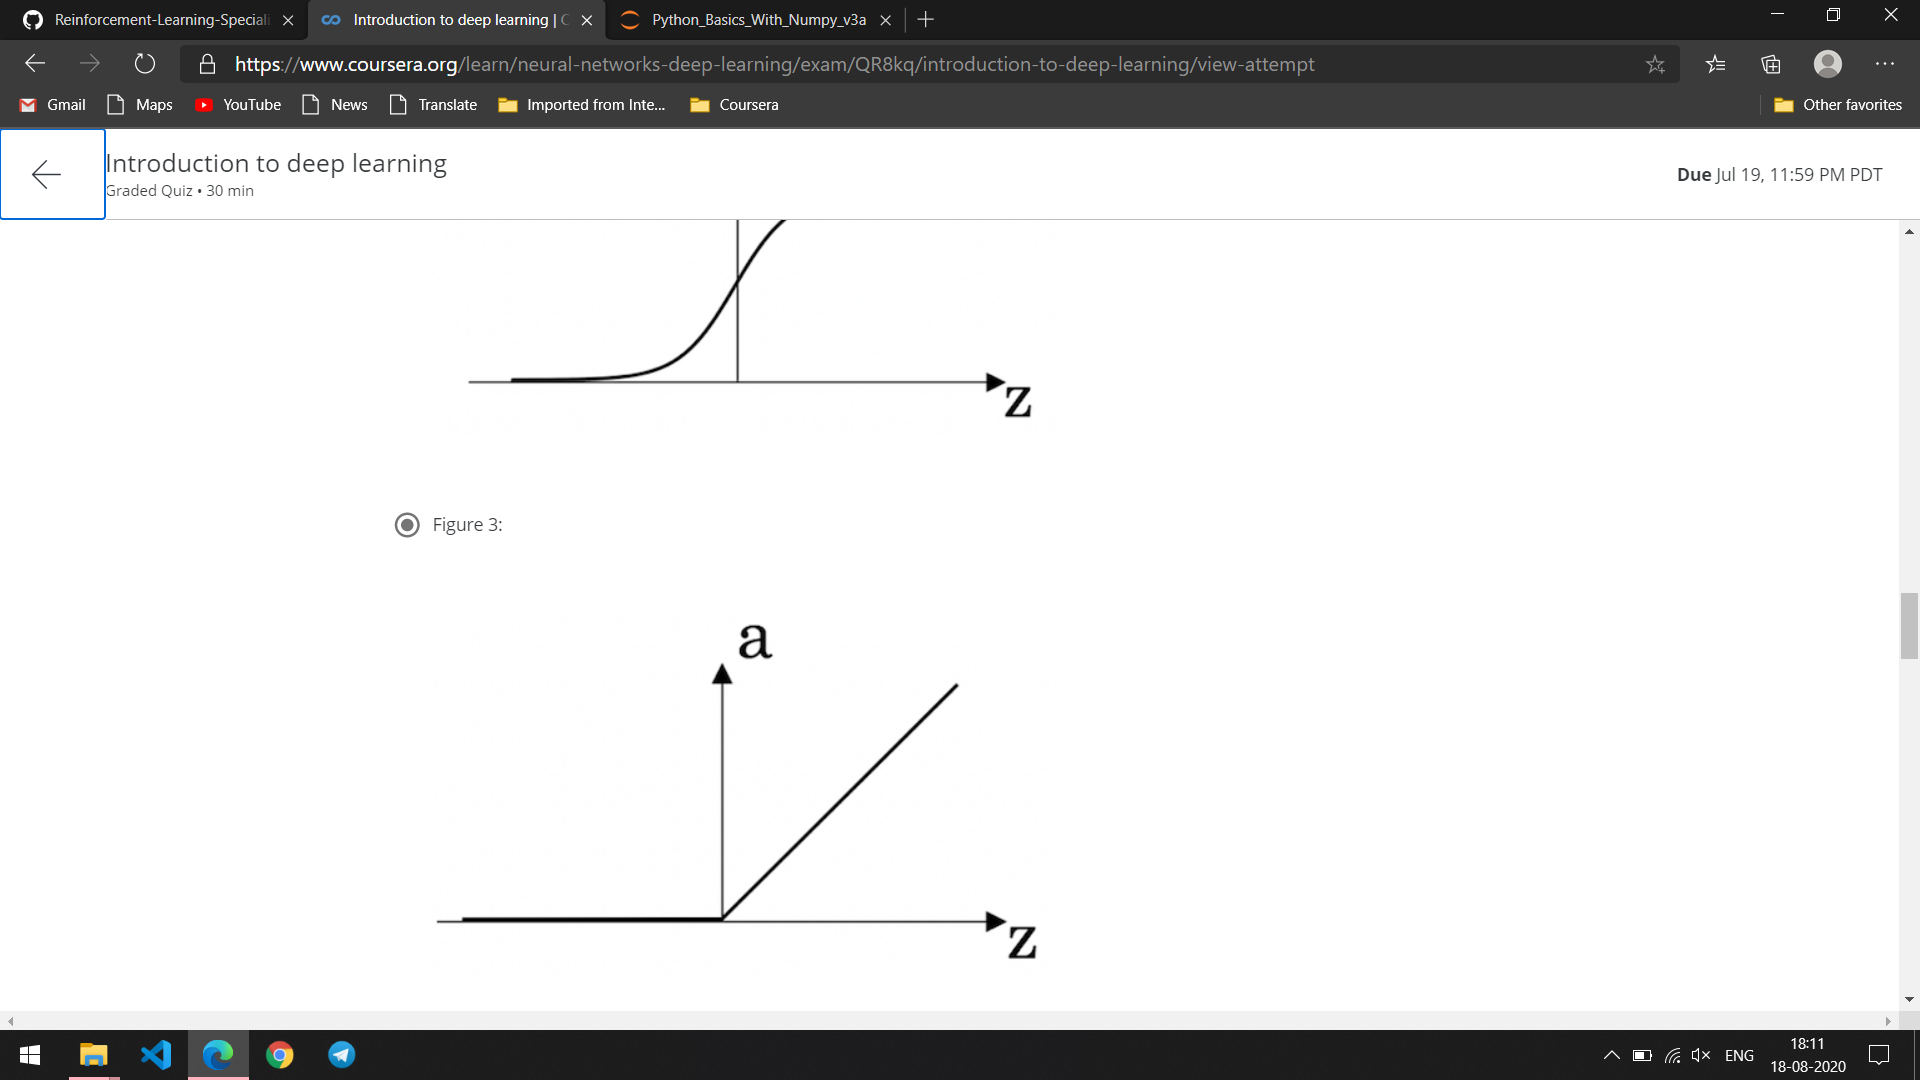 Reinforcement-Learning-Speciali
Introduction to deep learning | C
Python_Basics_With_Numpy_v3a
https://www.coursera.org/learn/neural-networks-deep-learning/exam/QR8kq/introduction-to-deep-learning/view-attempt
Gmail Maps YouTube News Translate Imported from Inte... Coursera Other favorites
Introduction to deep learning
Graded Quiz • 30 min
Due Jul 19, 11:59 PM PDT
z
Figure 3:
a
z
ENG
18:11
18-08-2020